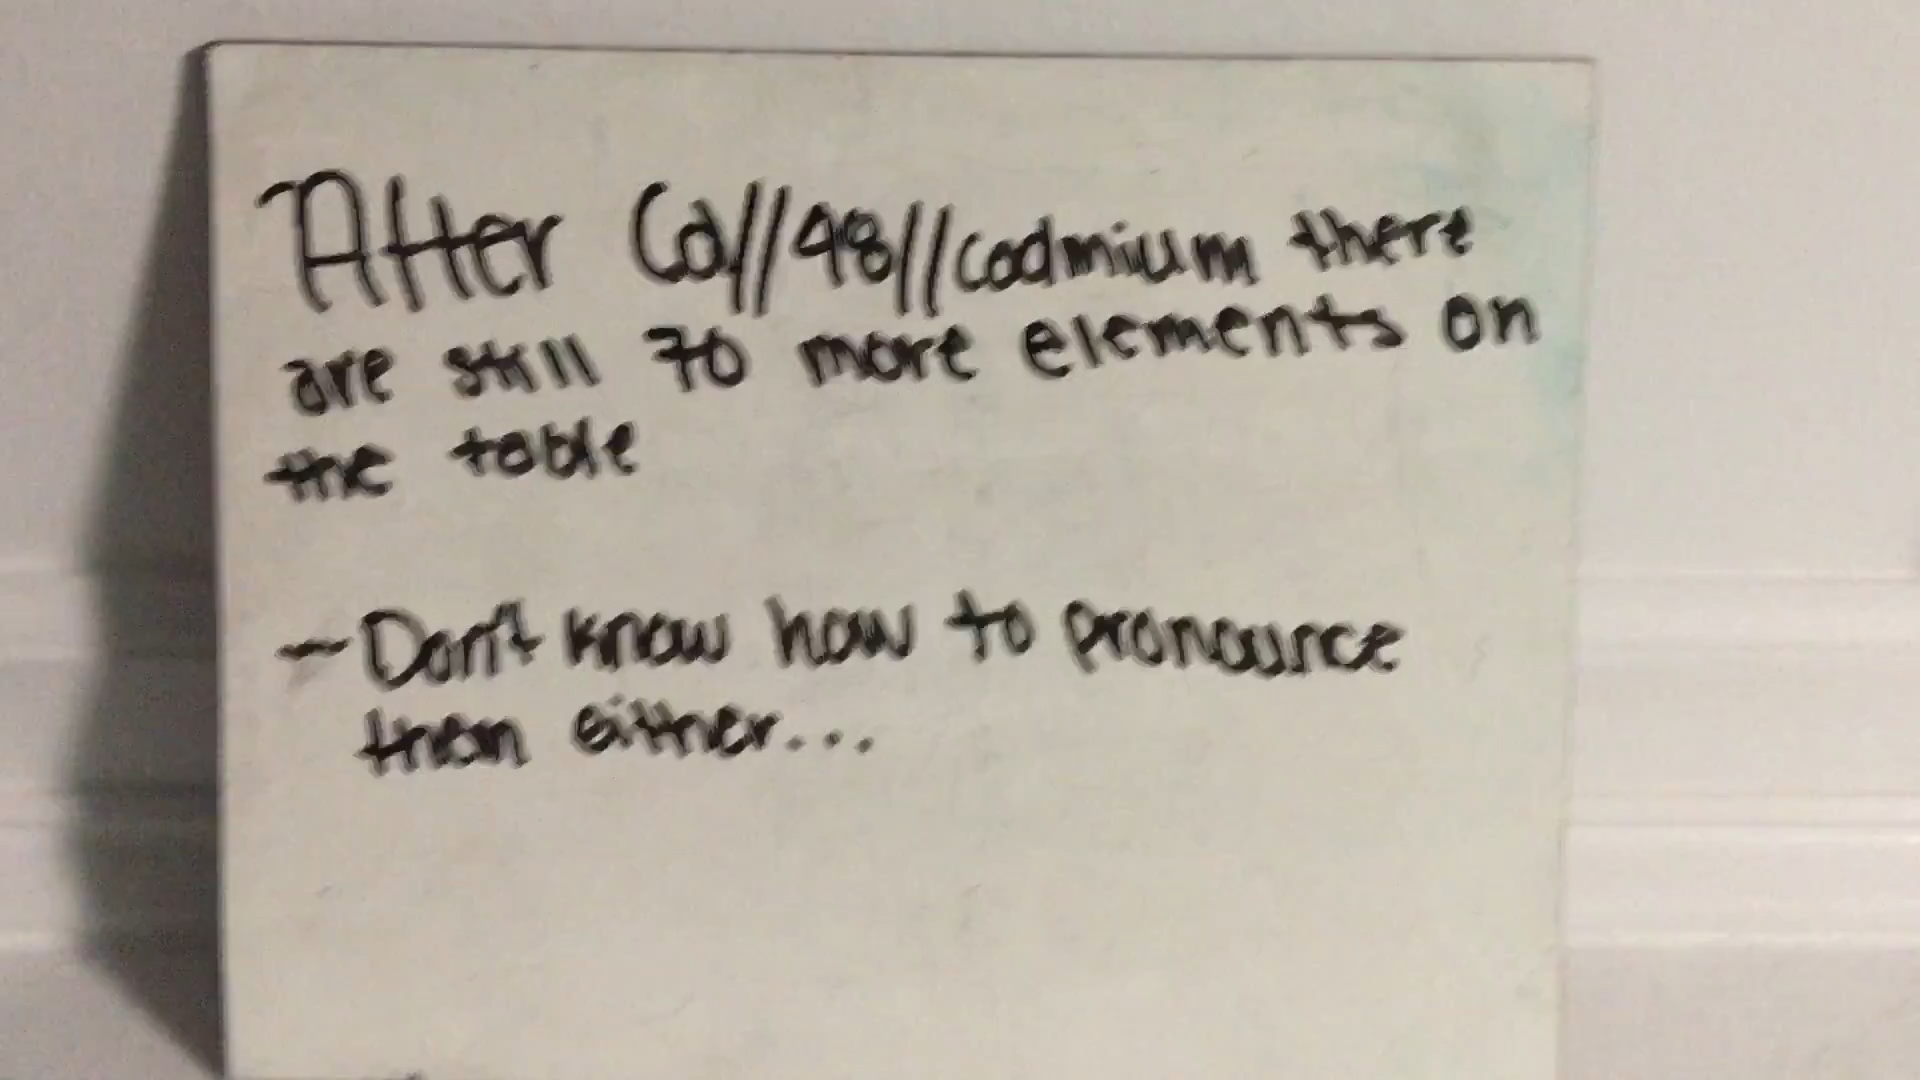 After Cd//48//cadmium there
are still 70 more elements on
the table
- Don't know how to pronounce
them either...